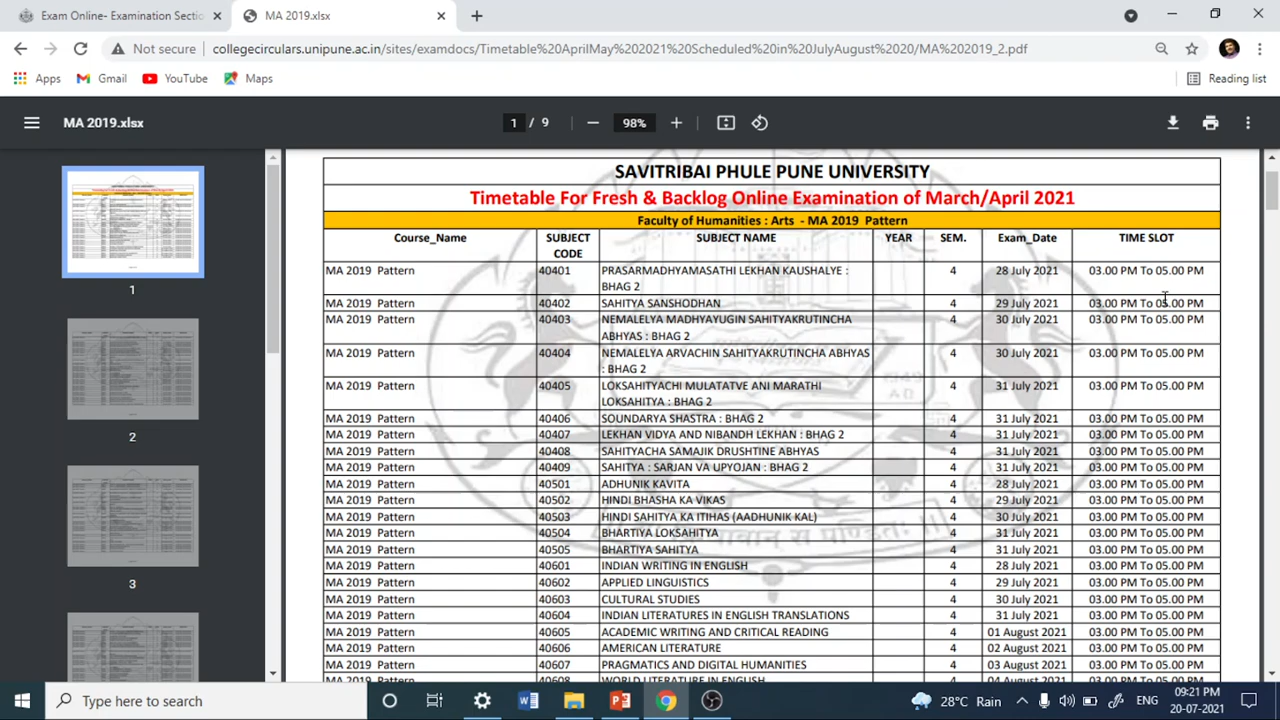 Exam Online- Examination Sectio
MA 2019.xlsx
Not secure
collegecirculars.unipune.ac.in/sites/examdocs/Timetable%20AprilMay%202021%20Scheduled%20in%20JulyAugust%2020/MA%202019_2.pdf
Apps Gmail YouTube Maps Reading list
MA 2019.xlsx 1 / 9 98%
SAVITRIBAI PHULE PUNE UNIVERSITY
Timetable For Fresh & Backlog Online Examination of March/April 2021
Faculty of Humanities : Arts - MA 2019 Pattern
Course_Name SUBJECT CODE SUBJECT NAME YEAR SEM. Exam_Date TIME SLOT
MA 2019 Pattern 40401 PRASARMADHYAMASATHI LEKHAN KAUSHALYE : BHAG 2 4 28 July 2021 03.00 PM To 05.00 PM
MA 2019 Pattern 40402 SAHITYA SANSHODHAN 4 29 July 2021 03.00 PM To 05.00 PM
MA 2019 Pattern 40403 NEMALELYA MADHYAYUGIN SAHITYAKRUTINCHA ABHYAS : BHAG 2 4 30 July 2021 03.00 PM To 05.00 PM
MA 2019 Pattern 40404 NEMALELYA ARVACHIN SAHITYAKRUTINCHA ABHYAS : BHAG 2 4 30 July 2021 03.00 PM To 05.00 PM
MA 2019 Pattern 40405 LOKSAHITYACHI MULATATVE ANI MARATHI LOKSAHITYA : BHAG 2 4 31 July 2021 03.00 PM To 05.00 PM
MA 2019 Pattern 40406 SOUNDARYA SHASTRA : BHAG 2 4 31 July 2021 03.00 PM To 05.00 PM
MA 2019 Pattern 40407 LEKHAN VIDYA AND NIBANDH LEKHAN : BHAG 2 4 31 July 2021 03.00 PM To 05.00 PM
MA 2019 Pattern 40408 SAHITYACHA SAMAJIK DRUSHTINE ABHYAS 4 31 July 2021 03.00 PM To 05.00 PM
MA 2019 Pattern 40409 SAHITYA : SARJAN VA UPYOJAN : BHAG 2 4 31 July 2021 03.00 PM To 05.00 PM
MA 2019 Pattern 40501 ADHUNIK KAVITA 4 28 July 2021 03.00 PM To 05.00 PM
MA 2019 Pattern 40502 HINDI BHASHA KA VIKAS 4 29 July 2021 03.00 PM To 05.00 PM
MA 2019 Pattern 40503 HINDI SAHITYA KA ITIHAS (AADHUNIK KAL) 4 30 July 2021 03.00 PM To 05.00 PM
MA 2019 Pattern 40504 BHARTIYA LOKSAHITYA 4 31 July 2021 03.00 PM To 05.00 PM
MA 2019 Pattern 40505 BHARTIYA SAHITYA 4 31 July 2021 03.00 PM To 05.00 PM
MA 2019 Pattern 40601 INDIAN WRITING IN ENGLISH 4 28 July 2021 03.00 PM To 05.00 PM
MA 2019 Pattern 40602 APPLIED LINGUISTICS 4 29 July 2021 03.00 PM To 05.00 PM
MA 2019 Pattern 40603 CULTURAL STUDIES 4 30 July 2021 03.00 PM To 05.00 PM
MA 2019 Pattern 40604 INDIAN LITERATURES IN ENGLISH TRANSLATIONS 4 31 July 2021 03.00 PM To 05.00 PM
MA 2019 Pattern 40605 ACADEMIC WRITING AND CRITICAL READING 4 01 August 2021 03.00 PM To 05.00 PM
MA 2019 Pattern 40606 AMERICAN LITERATURE 4 02 August 2021 03.00 PM To 05.00 PM
MA 2019 Pattern 40607 PRAGMATICS AND DIGITAL HUMANITIES 4 03 August 2021 03.00 PM To 05.00 PM
MA 2019 Pattern 40608 WORLD LITERATURE IN ENGLISH 4 04 August 2021 03.00 PM To 05.00 PM
1
2
3
Type here to search
28°C Rain
ENG
09:21 PM
20-07-2021